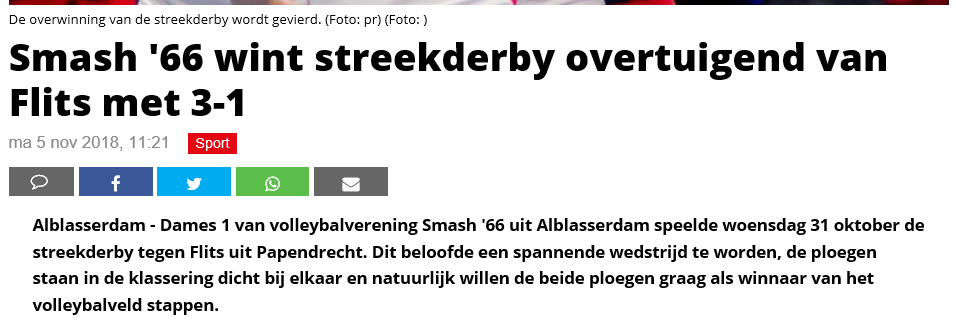 De overwinning van de streekderby wordt gevierd. (Foto: pr) (Foto: )
Smash '66 wint streekderby overtuigend van
Flits met 3-1
ma 5 nov 2018, 11:21 Sport
Alblasserdam - Dames 1 van volleybalverening Smash '66 uit Alblasserdam speelde woensdag 31 oktober de
streekderby tegen Flits uit Papendrecht. Dit beloofde een spannende wedstrijd te worden, de ploegen
staan in de klassering dicht bij elkaar en natuurlijk willen de beide ploegen graag als winnaar van het
volleybalveld stappen.